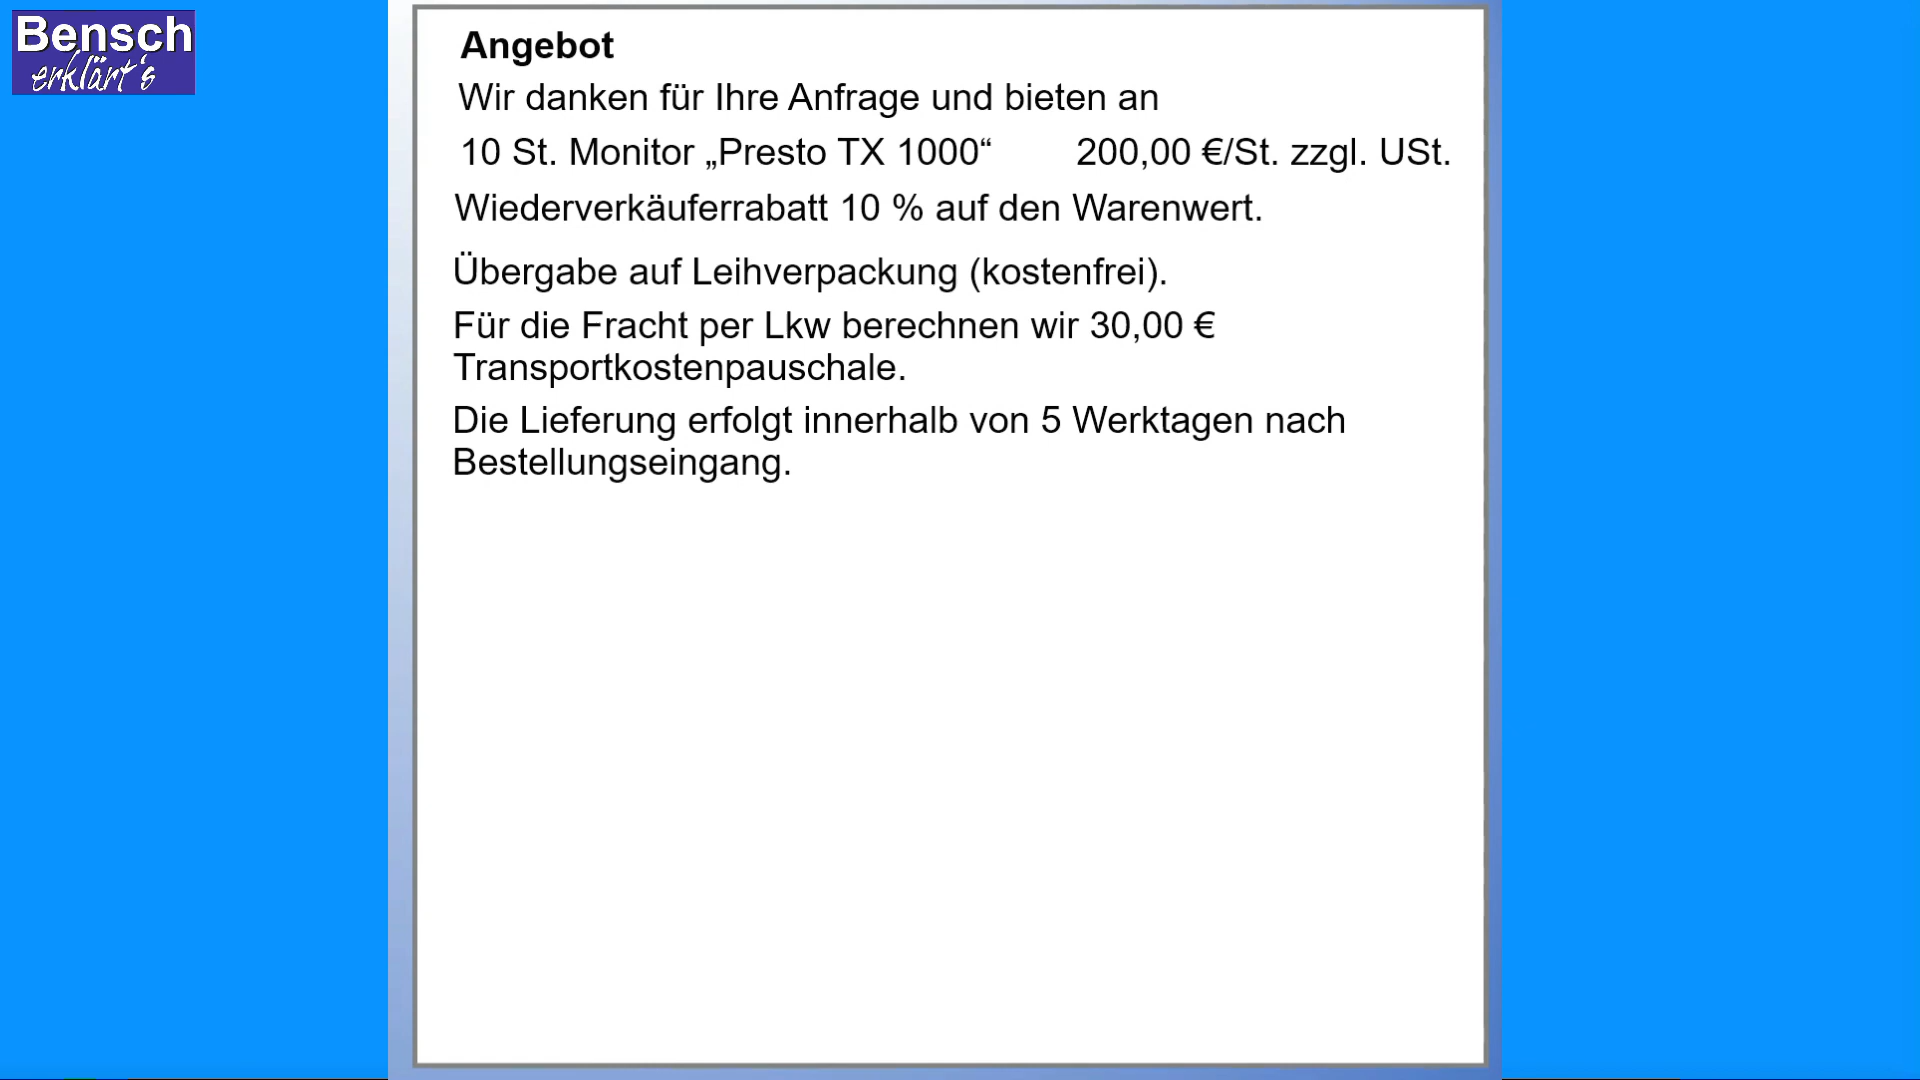 Bensch
erklärt's
Angebot
Wir danken für Ihre Anfrage und bieten an
10 St. Monitor „Presto TX 1000“ 200,00 €/St. zzgl. USt.
Wiederverkäuferrabatt 10 % auf den Warenwert.
Übergabe auf Leihverpackung (kostenfrei).
Für die Fracht per Lkw berechnen wir 30,00 €
Transportkostenpauschale.
Die Lieferung erfolgt innerhalb von 5 Werktagen nach
Bestellungseingang.